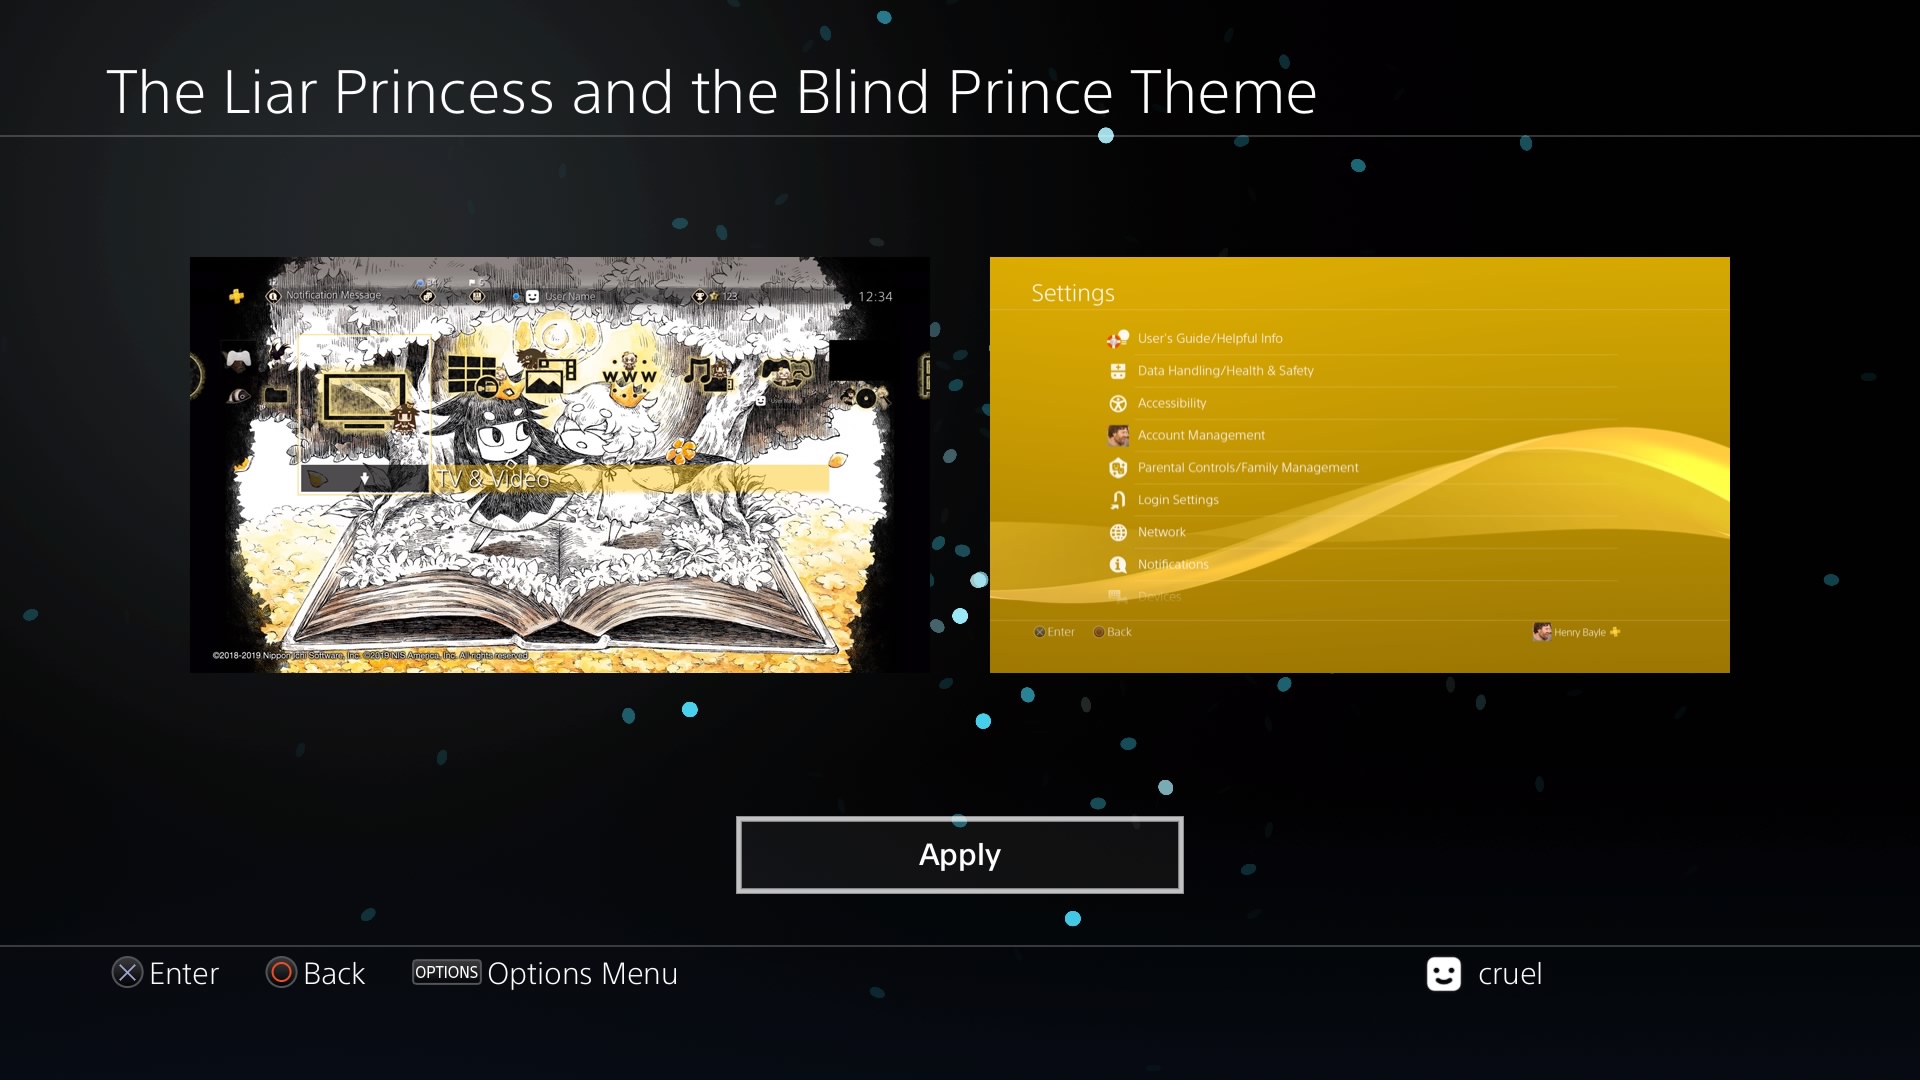 The Liar Princess and the Blind Prince Theme
Notification Message
User Name
123
12:34
WWW
TV & Video
©2018-2019 Nippon Ichi Software, Inc. ©2019 NIS America, Inc. All rights reserved
Settings
User's Guide/Helpful Info
Data Handling/Health & Safety
Accessibility
Account Management
Parental Controls/Family Management
Login Settings
Network
Notifications
Devices
Enter
Back
Henry Bayle
Apply
Enter
Back
OPTIONS Options Menu
cruel